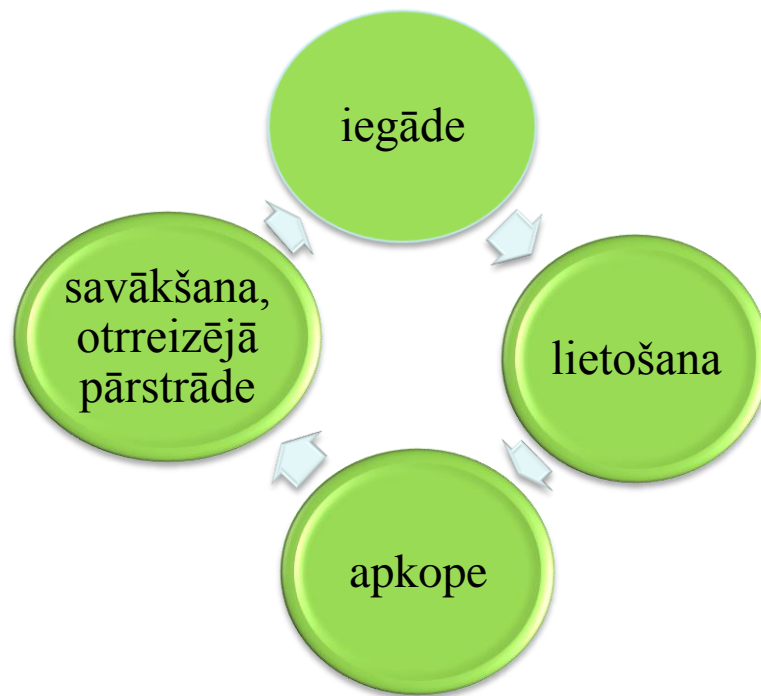 iegāde
lietošana
apkope
savākšana,
otrreizējā
pārstrāde